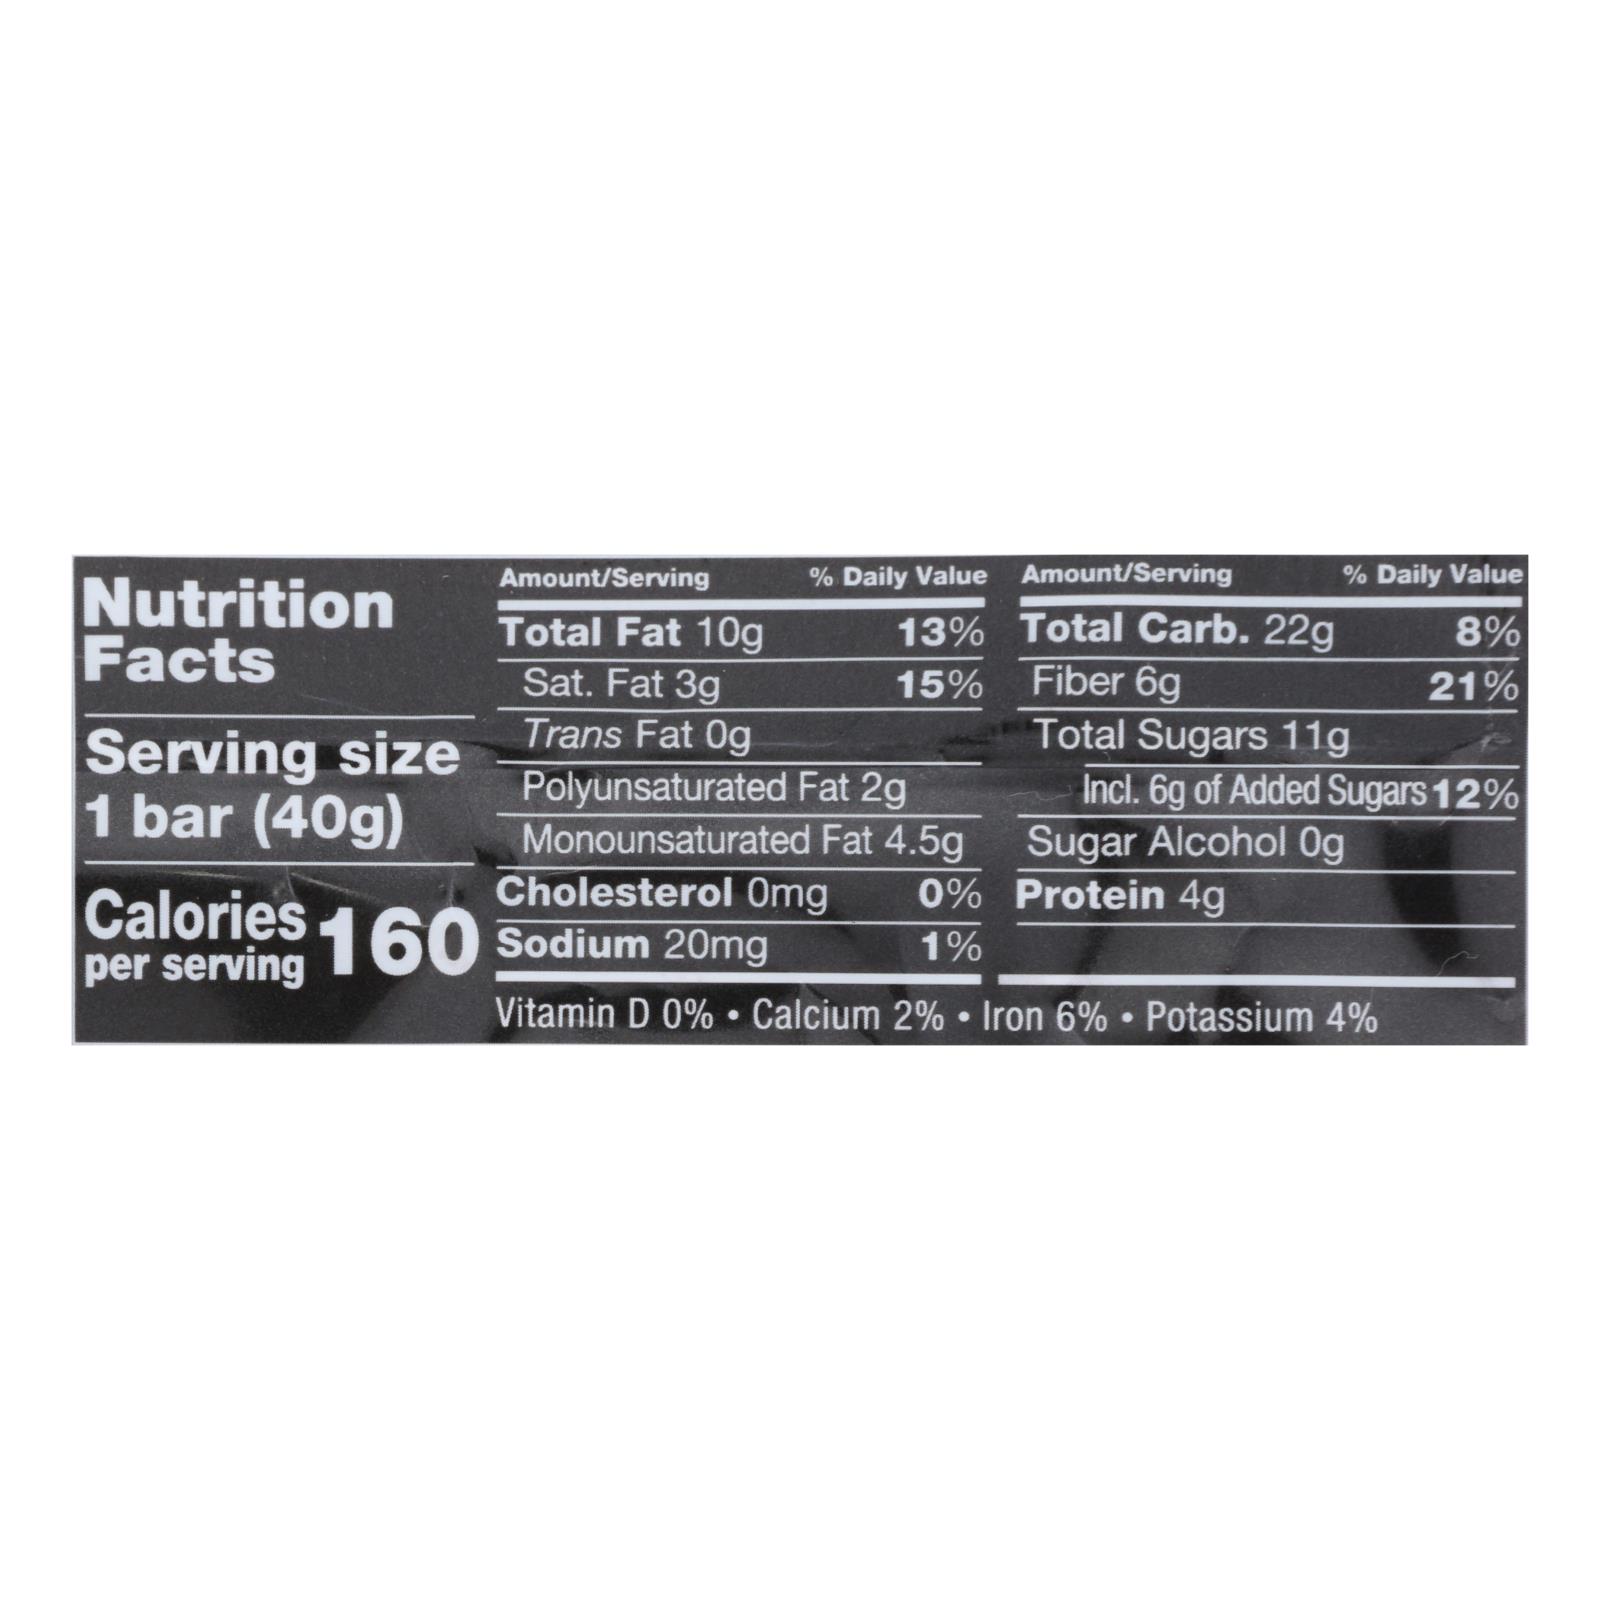 Nutrition
Facts
Serving size
1 bar (40g)
Calories
per serving
160
Amount/Serving % Daily Value
Total Fat 10g 13%
Sat. Fat 3g 15%
Trans Fat 0g
Polyunsaturated Fat 2g
Monounsaturated Fat 4.5g
Cholesterol 0mg 0%
Sodium 20mg 1%
Amount/Serving % Daily Value
Total Carb. 22g 8%
Fiber 6g 21%
Total Sugars 11g
Incl. 6g of Added Sugars 12%
Sugar Alcohol 0g
Protein 4g
Vitamin D 0% • Calcium 2% • Iron 6% • Potassium 4%